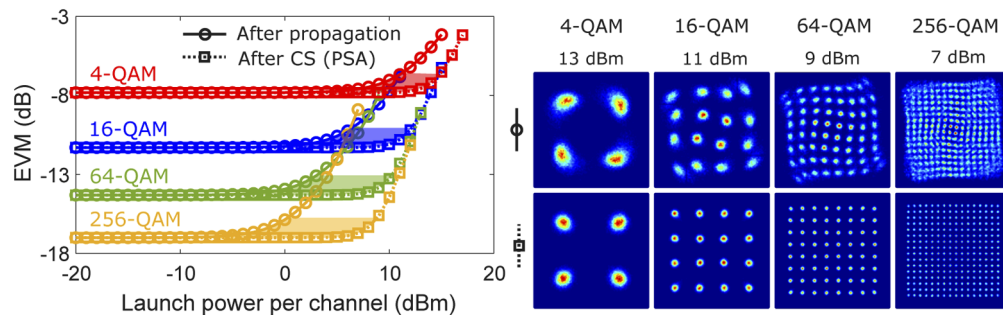 -3
-8
-13
-18
EVM (dB)
After propagation
After CS (PSA)
4-QAM
16-QAM
64-QAM
256-QAM
-20
-10
0
10
20
Launch power per channel (dBm)
4-QAM 16-QAM 64-QAM 256-QAM
13 dBm 11 dBm 9 dBm 7 dBm